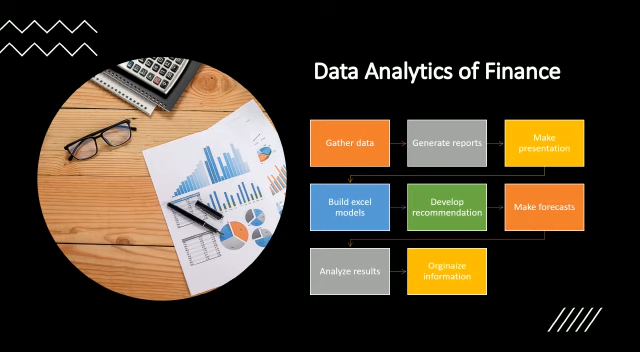 Data Analytics of Finance
Gather data
Generate reports
Make
presentation
Build excel
models
Develop
recommendation
Make forecasts
Analyze results
Orginaize
information